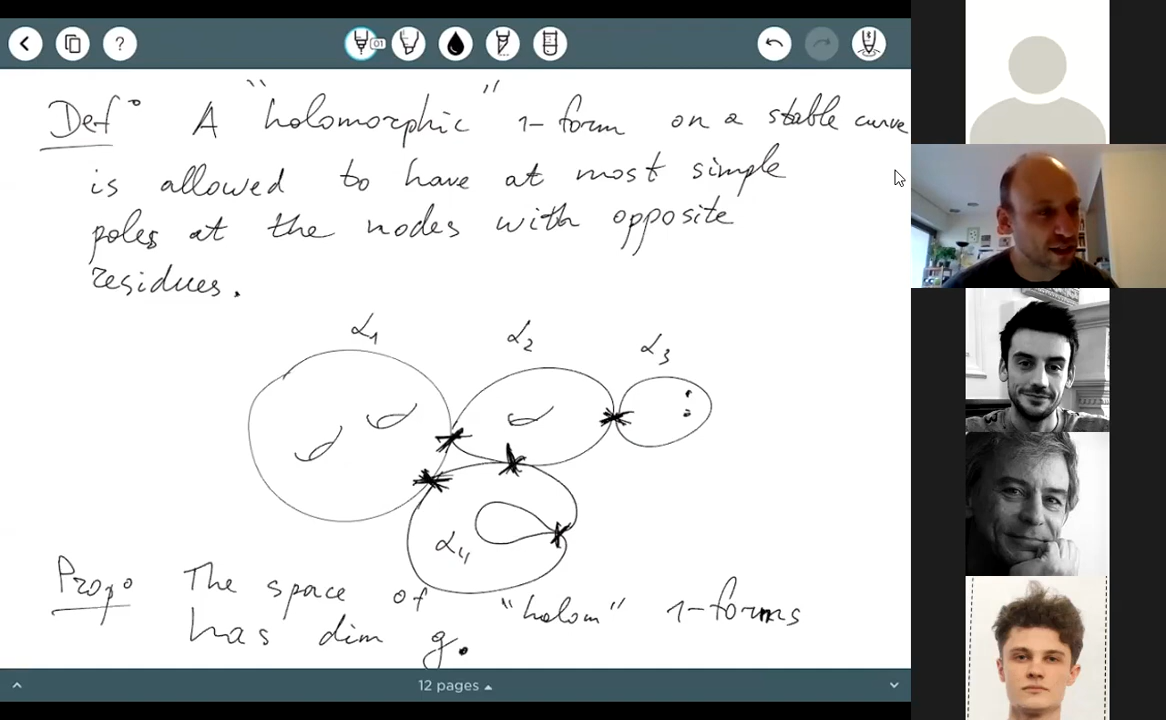 ?
01
Def: A "holomorphic" 1-form on a stable curve
is allowed to have at most simple
poles at the nodes with opposite
residues.
α1 α2 α3
α4
Prop: The space of "holom" 1-forms
has dim g.
12 pages